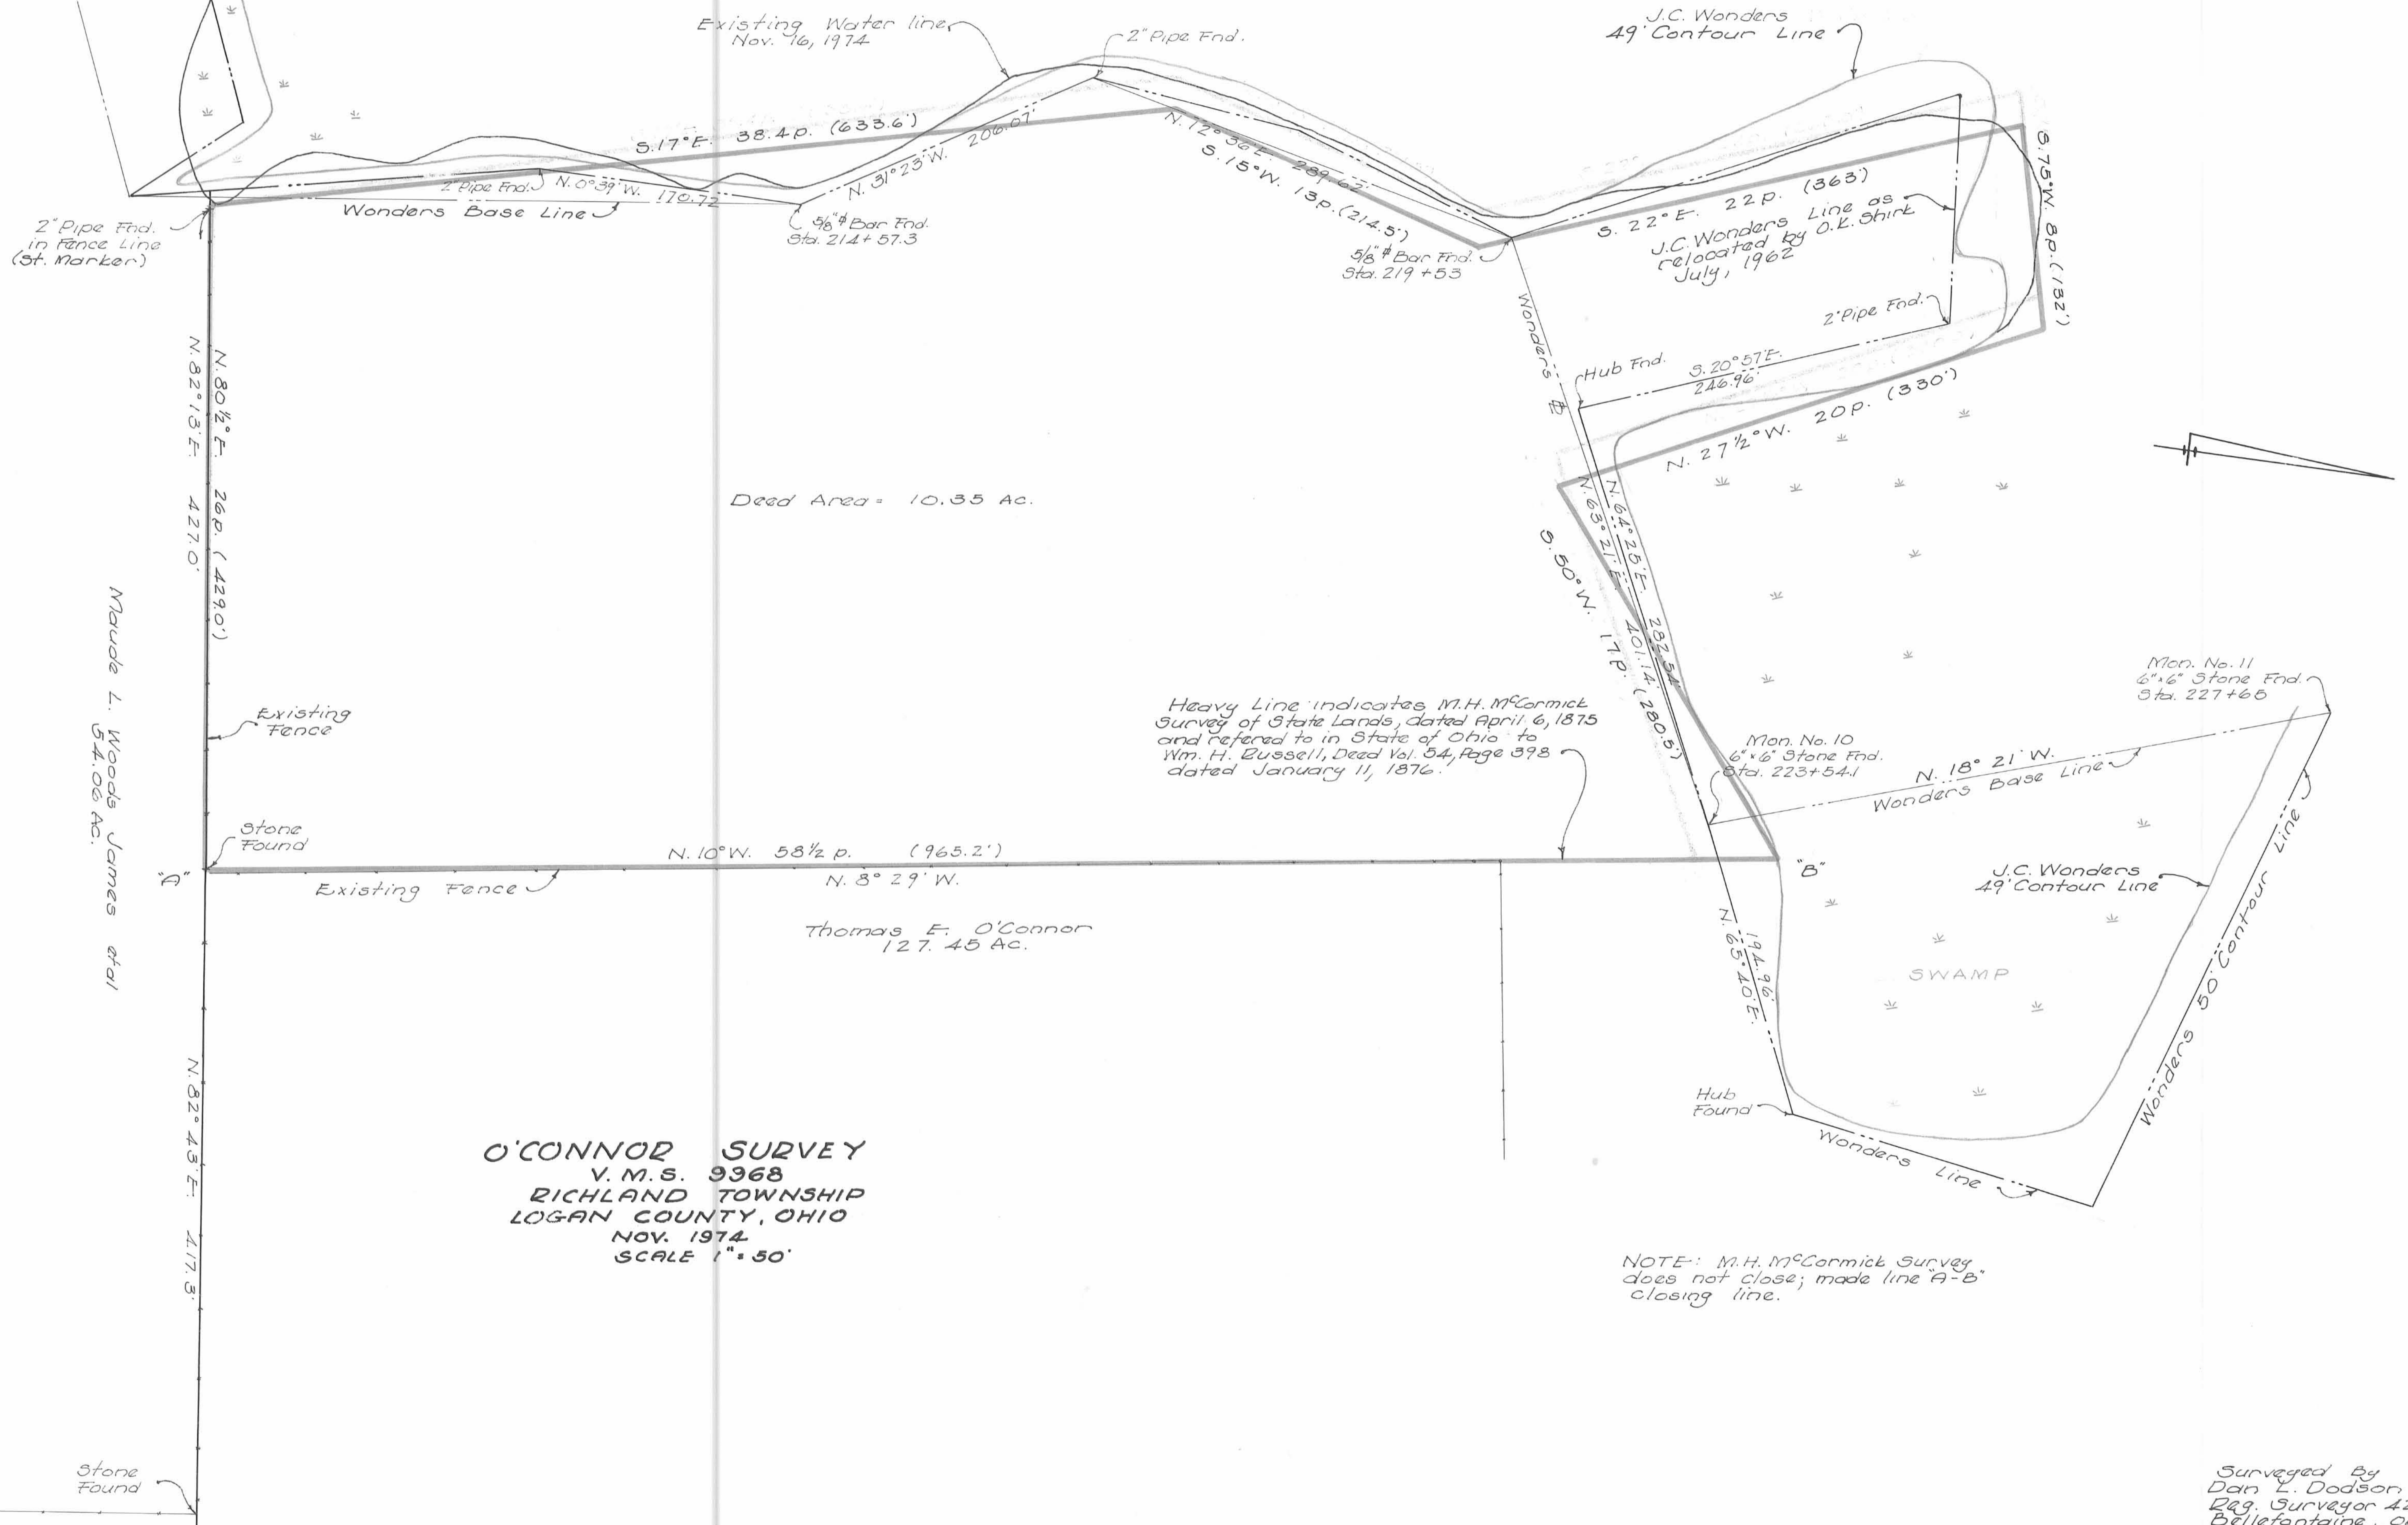 Existing Water line
Nov. 16, 1974
2" Pipe Fnd.
J.C. Wonders
49' Contour Line
S. 17° E. 38.4 p. (633.6')
N. 31° 23' W. 206.07'
2" Pipe Fnd.
N. 0° 39' W. 170.72'
Wonders Base Line
2" Pipe Fnd.
in Fence Line
(St. Marker)
5/8" ϕ Bar Fnd.
Sta. 214 + 57.3
N. 12° 36' E. 289.63'
S. 15° W. 13 p. (214.5')
5/8" ϕ Bar Fnd.
Sta. 219 + 53
S. 22° E. 22 p. (363')
J.C. Wonders Line as
relocated by O.K. Shirk
July, 1962
S. 75° W. 8 p. (132')
2" Pipe Fnd.
Wonders ℄
Hub Fnd.
S. 20° 57' E.
246.96'
N. 27 1/2° W. 20 p. (330')
N. 80 1/2° E. 26 p. (429.0')
N. 82° 13' E. 427.0'
Deed Area = 10.35 Ac.
N. 64° 25' E. 282.54'
N. 63° 21' E. 401.14'
S. 50° W. 17 p. (280.5')
Maude L. Woods James etal
54.06 Ac.
Existing
Fence
Heavy Line indicates M.H. McCormick
Survey of State Lands, dated April 6, 1875
and refered to in State of Ohio to
Wm. H. Russell, Deed Vol. 54, Page 398
dated January 11, 1876.
Mon. No. 11
6"x6" Stone Fnd.
Sta. 227+65
Mon. No. 10
6"x6" Stone Fnd.
Sta. 223+54.1
N. 18° 21' W.
Wonders Base Line
Stone
Found
"A"
N. 10° W. 58 1/2 p. (965.2')
Existing Fence
N. 8° 29' W.
"B"
J.C. Wonders
49' Contour Line
Wonders 50' Contour Line
Thomas E. O'Connor
127.45 Ac.
194.96'
N. 65° 40' E.
SWAMP
N. 82° 43' E. 417.3'
Hub
Found
Wonders Line
O'CONNOR SURVEY
V.M.S. 9968
RICHLAND TOWNSHIP
LOGAN COUNTY, OHIO
NOV. 1974
SCALE 1" = 50'
NOTE: M.H. McCormick Survey
does not close; made line "A-B"
closing line.
Stone
Found
Surveyed By
Dan L. Dodson
Reg. Surveyor
Bellefontaine,